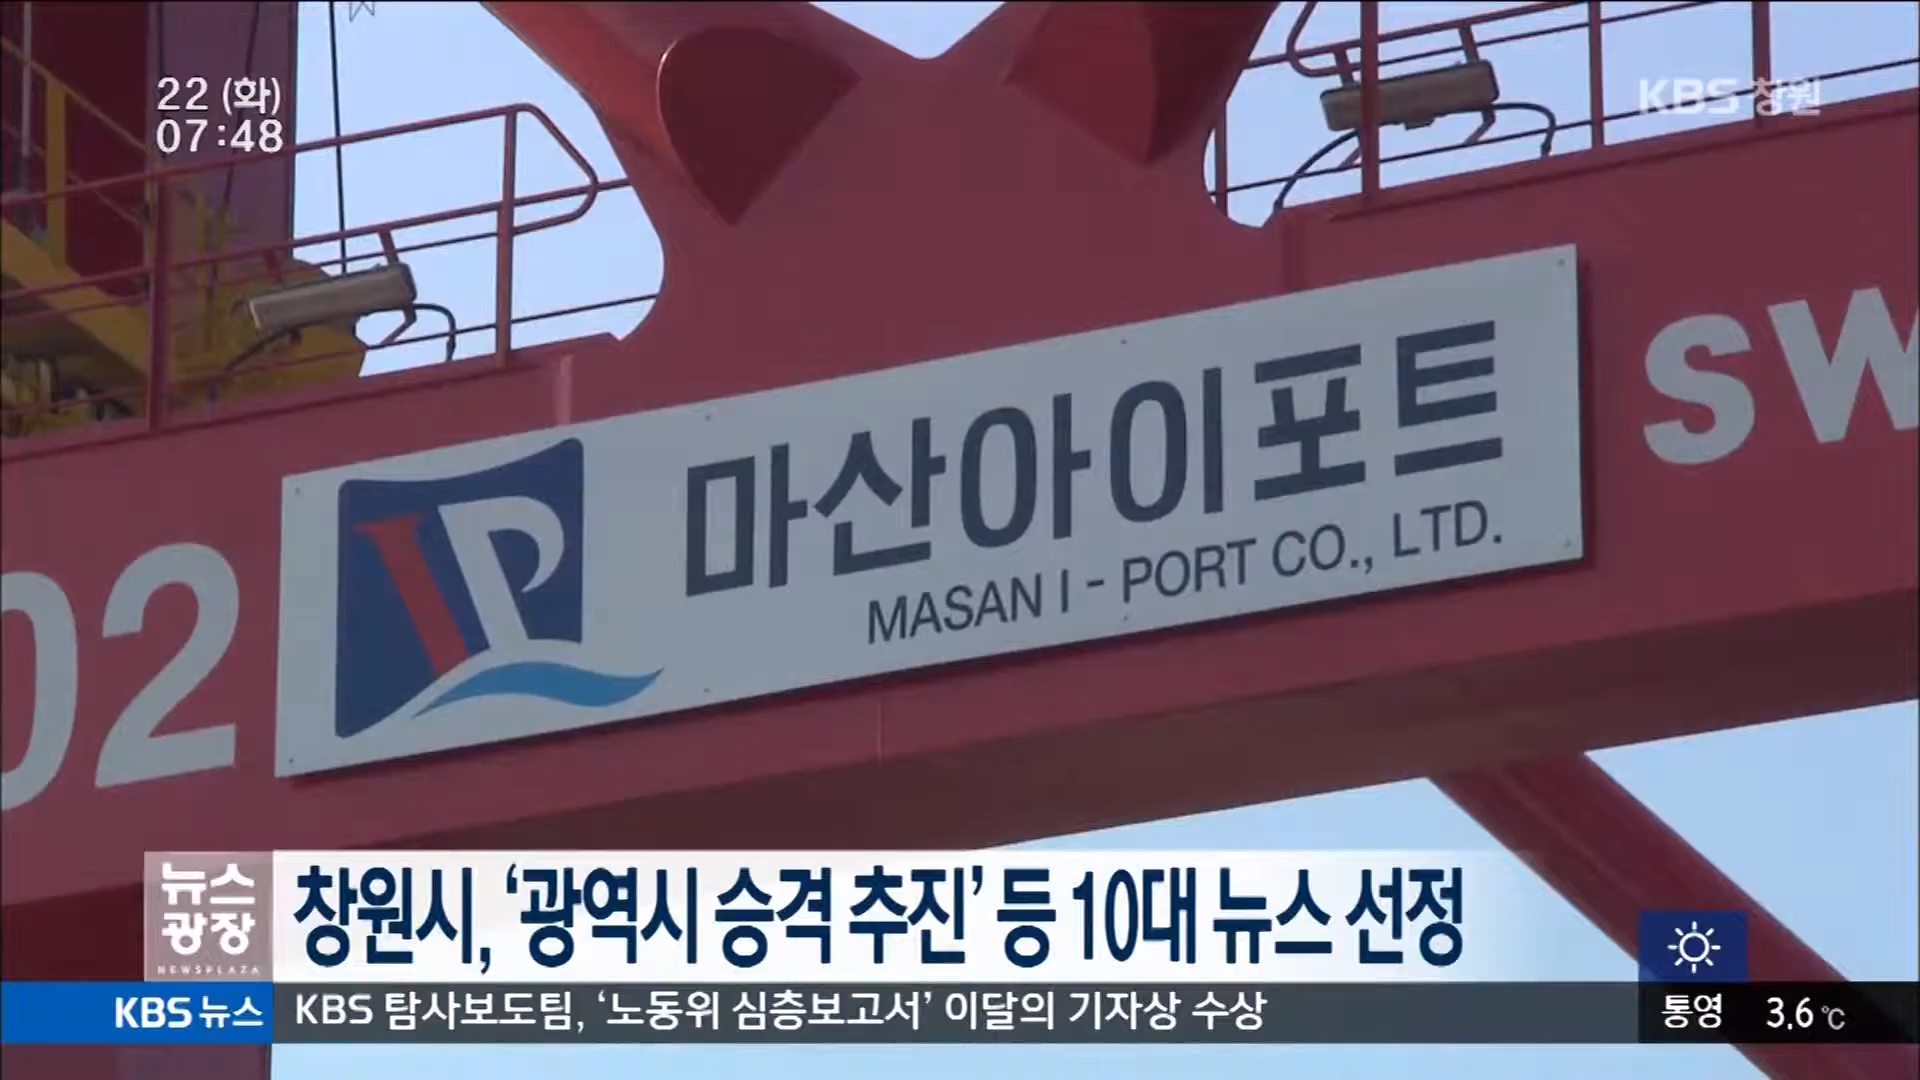 22 (화)
07:48
KBS 창원
SW
마산아이포트
MASAN I - PORT CO., LTD.
IP
02
뉴스
광장
NEWSPLAZA
창원시, ‘광역시 승격 추진’ 등 10대 뉴스 선정
KBS 뉴스
KBS 탐사보도팀, ‘노동위 심층보고서’ 이달의 기자상 수상
통영 3.6 ℃